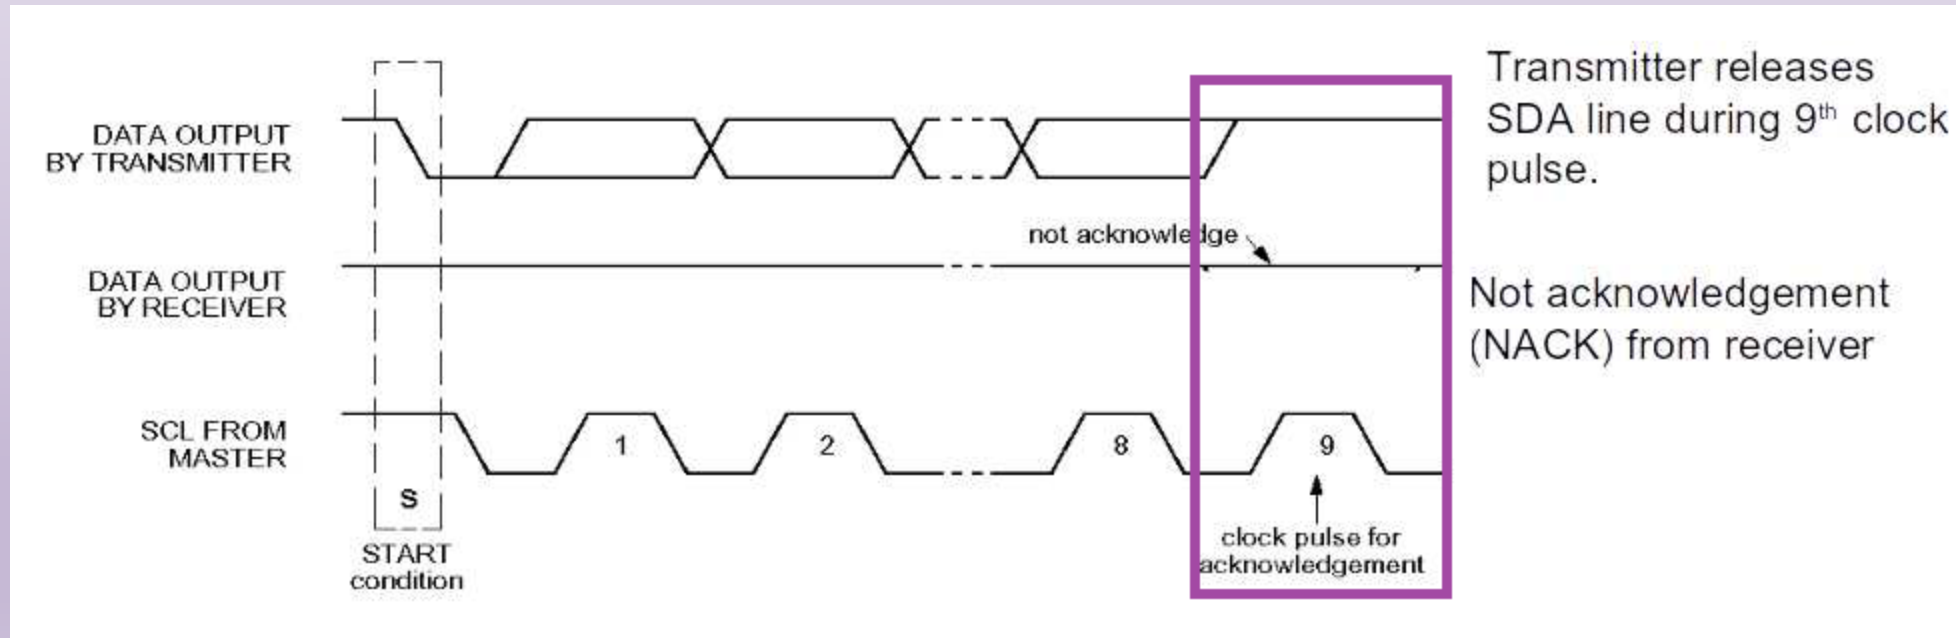 Transmitter releases
SDA line during 9th clock
pulse.
DATA OUTPUT
BY TRANSMITTER
not acknowledge
DATA OUTPUT
BY RECEIVER
Not acknowledgement
(NACK) from receiver
SCL FROM
MASTER
1
2
8
9
S
START
condition
clock pulse for
acknowledgement